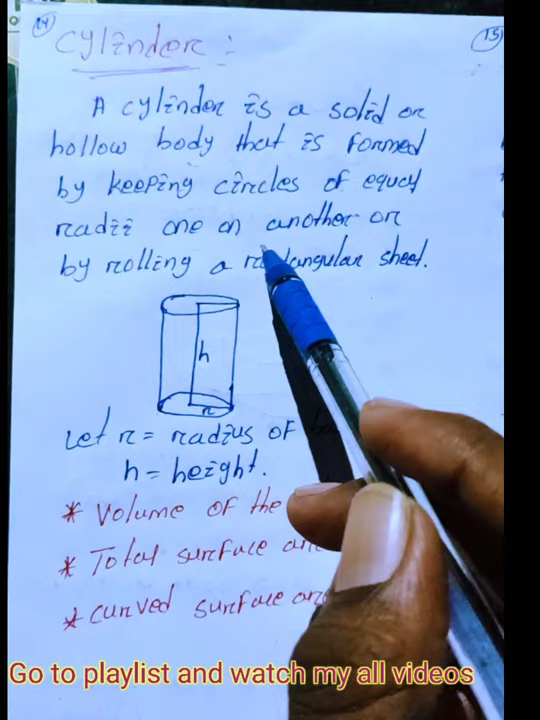 14
15
Cylinder :
A cylinder is a solid or
hollow body that is formed
by keeping circles of equal
radii one on another or
by rolling a rectangular sheet.
h
r
Let r = radius of
h = height.
* Volume of the
* Total surface
* curved surface
Go to playlist and watch my all videos